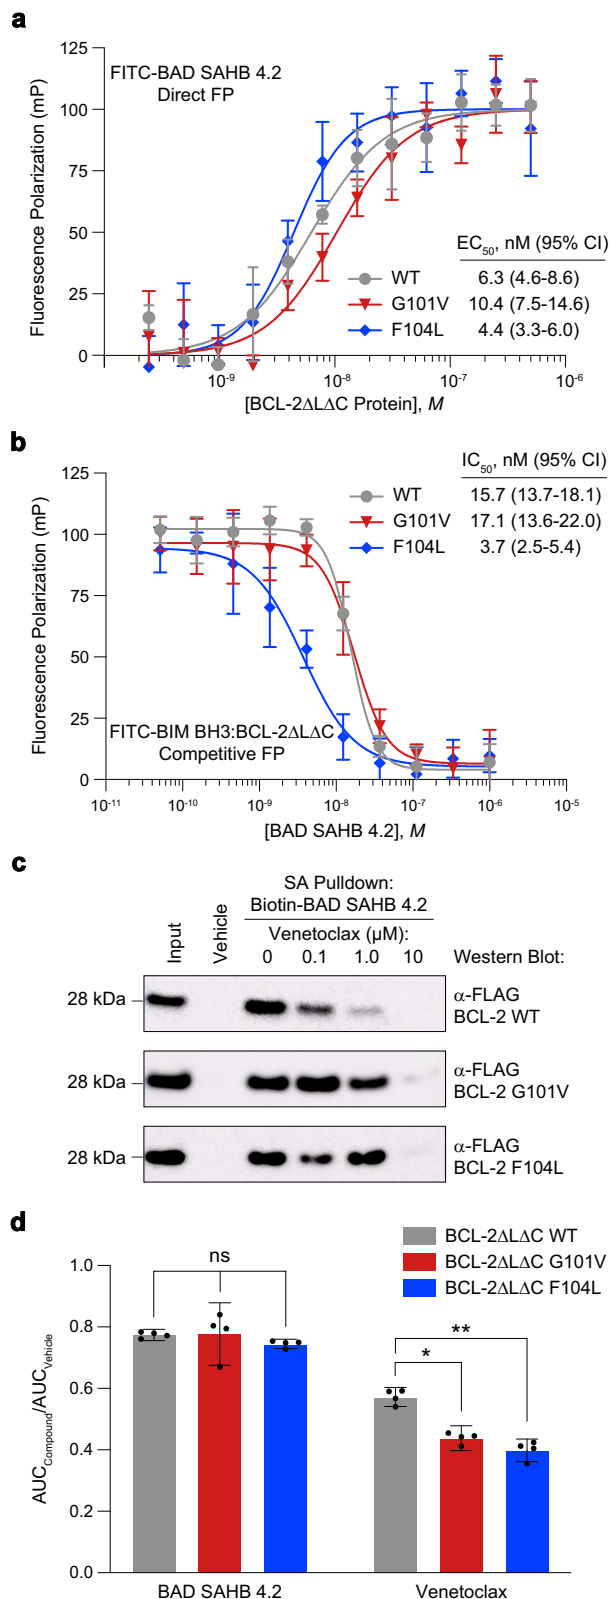 a
FITC-BAD SAHB 4.2
Direct FP
Fluorescence Polarization (mP)
125
100
75
50
25
0
EC50, nM (95% CI)
WT 6.3 (4.6-8.6)
G101V 10.4 (7.5-14.6)
F104L 4.4 (3.3-6.0)
10-9 10-8 10-7 10-6
[BCL-2ΔLΔC Protein], M
b
IC50, nM (95% CI)
WT 15.7 (13.7-18.1)
G101V 17.1 (13.6-22.0)
F104L 3.7 (2.5-5.4)
Fluorescence Polarization (mP)
125
100
75
50
25
0
FITC-BIM BH3:BCL-2ΔLΔC
Competitive FP
10-11 10-10 10-9 10-8 10-7 10-6 10-5
[BAD SAHB 4.2], M
c
SA Pulldown:
Biotin-BAD SAHB 4.2
Input
Vehicle
Venetoclax (μM):
0 0.1 1.0 10 Western Blot:
28 kDa
α-FLAG
BCL-2 WT
28 kDa
α-FLAG
BCL-2 G101V
28 kDa
α-FLAG
BCL-2 F104L
d
BCL-2ΔLΔC WT
BCL-2ΔLΔC G101V
BCL-2ΔLΔC F104L
AUCCompound/AUCVehicle
1.0
0.8
0.6
0.4
0.2
0.0
ns
**
*
BAD SAHB 4.2 Venetoclax